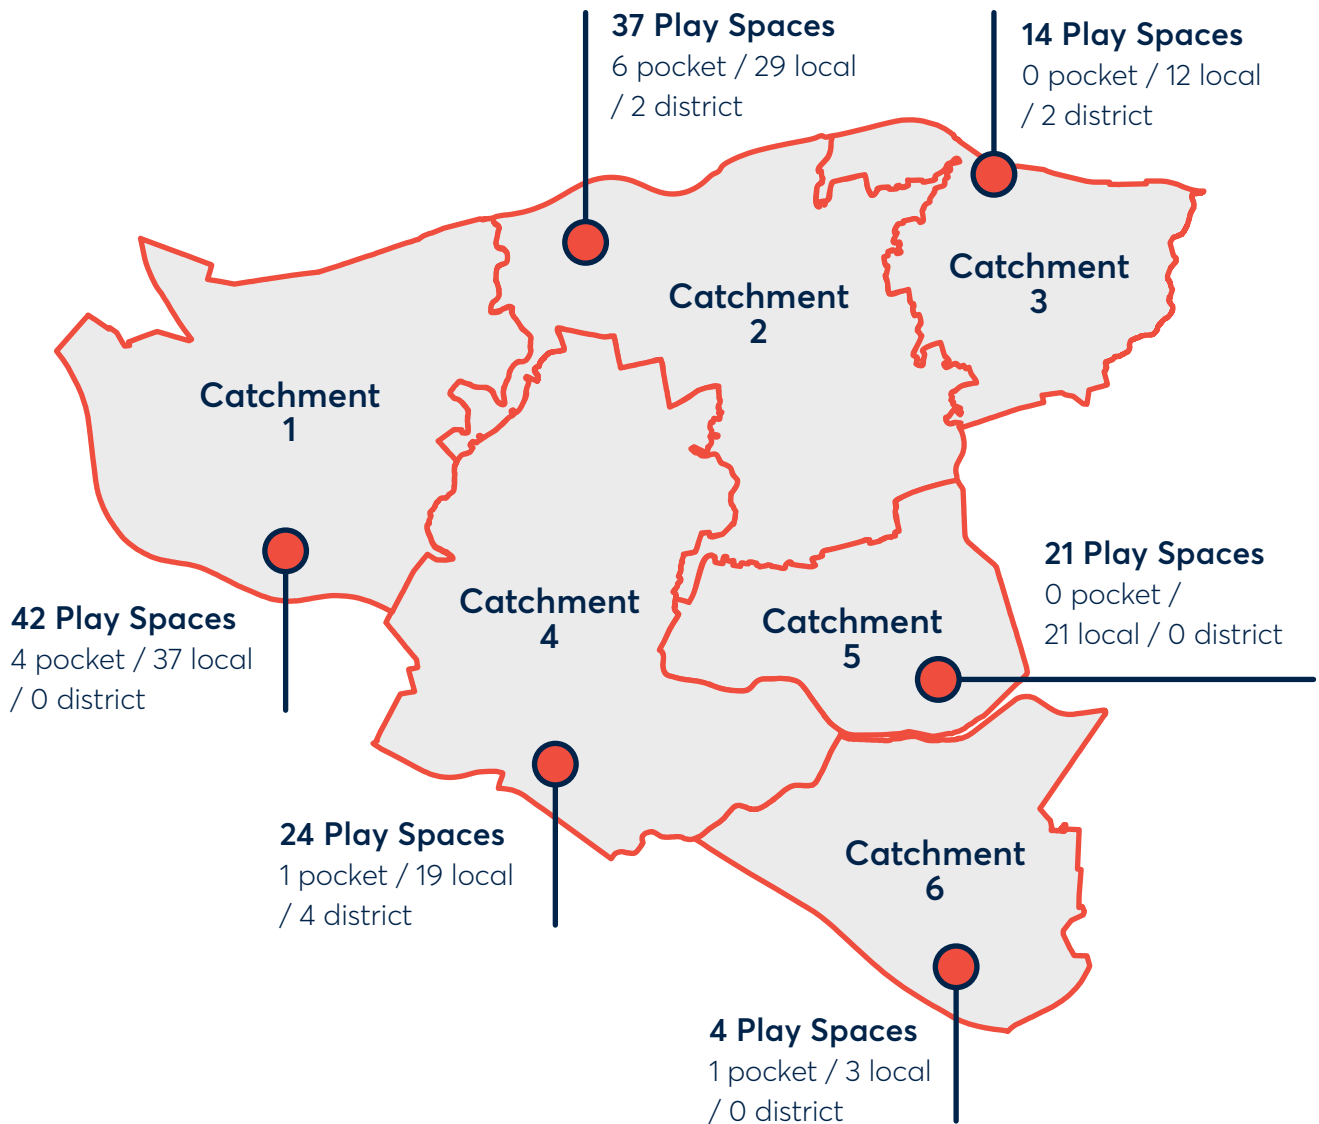 37 Play Spaces
6 pocket / 29 local
/ 2 district
14 Play Spaces
0 pocket / 12 local
/ 2 district
Catchment
3
Catchment
2
Catchment
1
21 Play Spaces
0 pocket /
21 local / 0 district
Catchment
4
Catchment
5
42 Play Spaces
4 pocket / 37 local
/ 0 district
24 Play Spaces
1 pocket / 19 local
/ 4 district
Catchment
6
4 Play Spaces
1 pocket / 3 local
/ 0 district